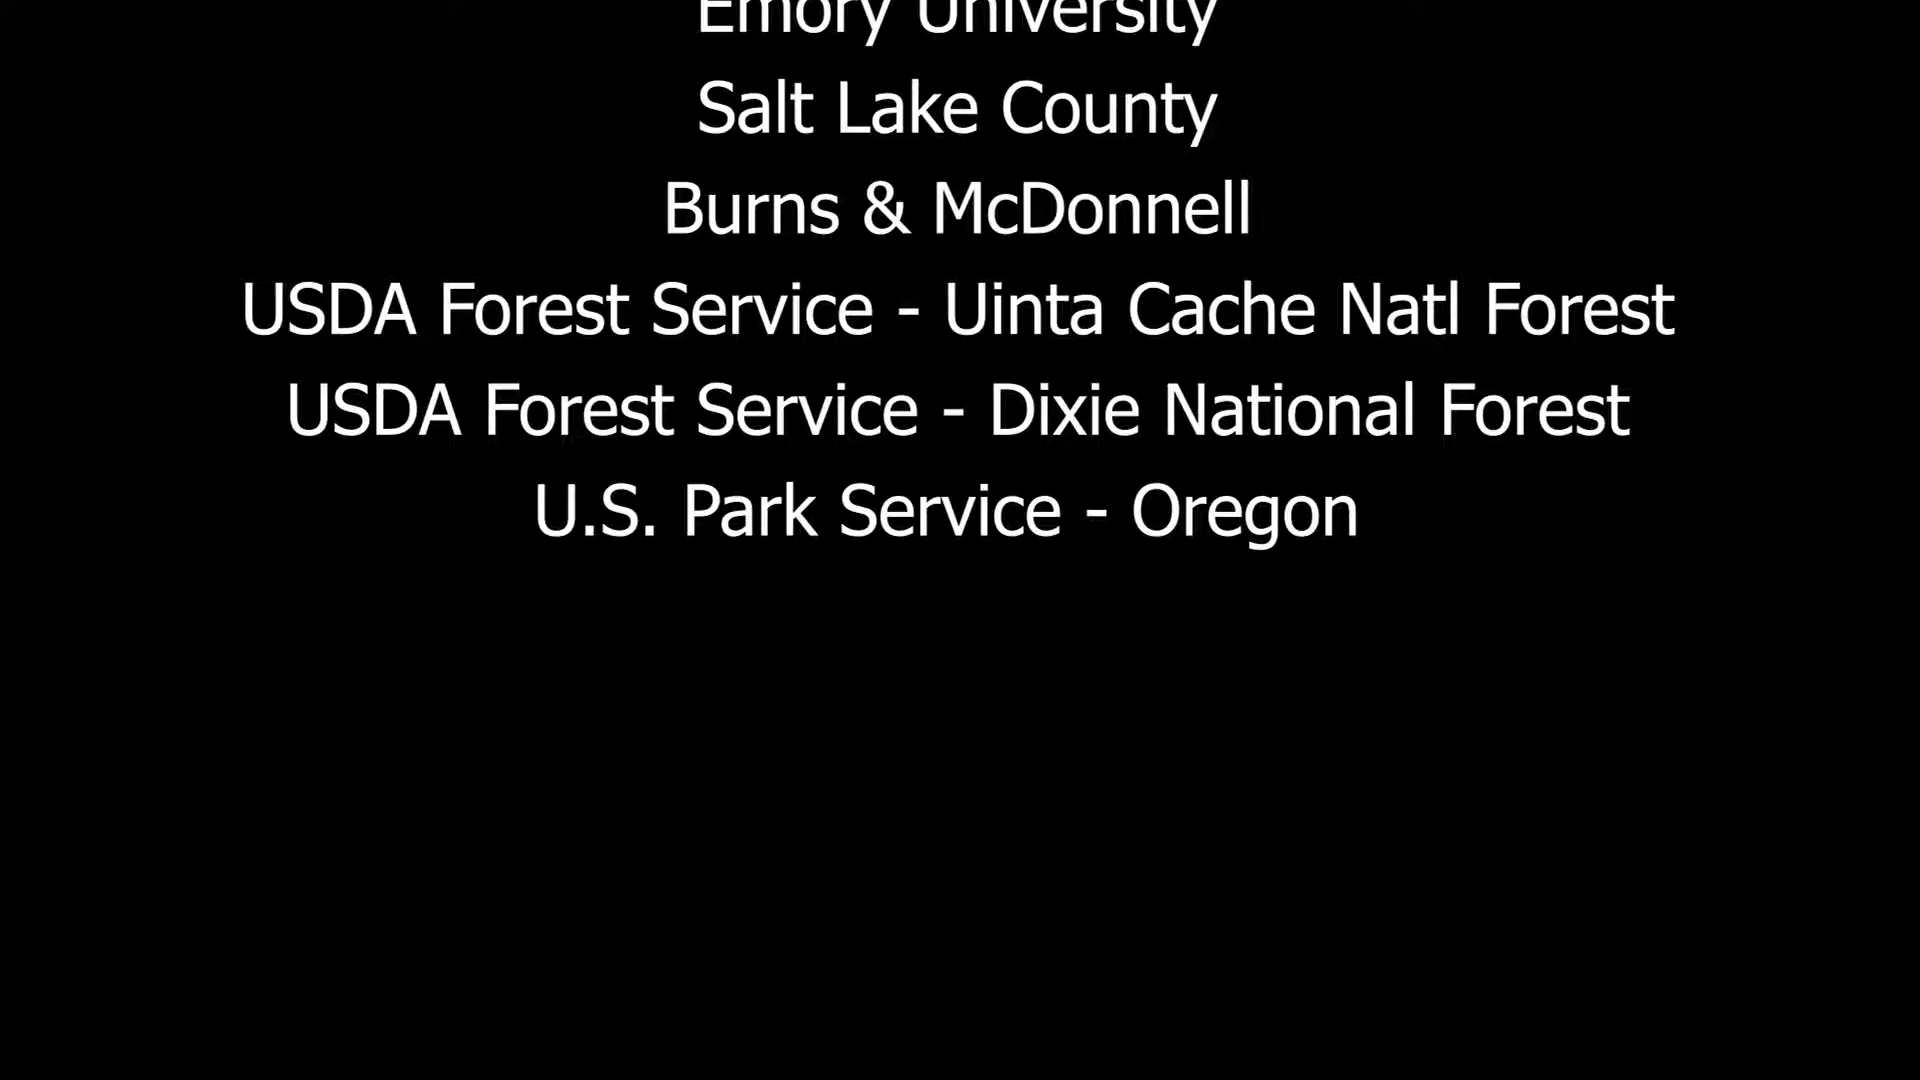 Emory University
Salt Lake County
Burns & McDonnell
USDA Forest Service - Uinta Cache Natl Forest
USDA Forest Service - Dixie National Forest
U.S. Park Service - Oregon